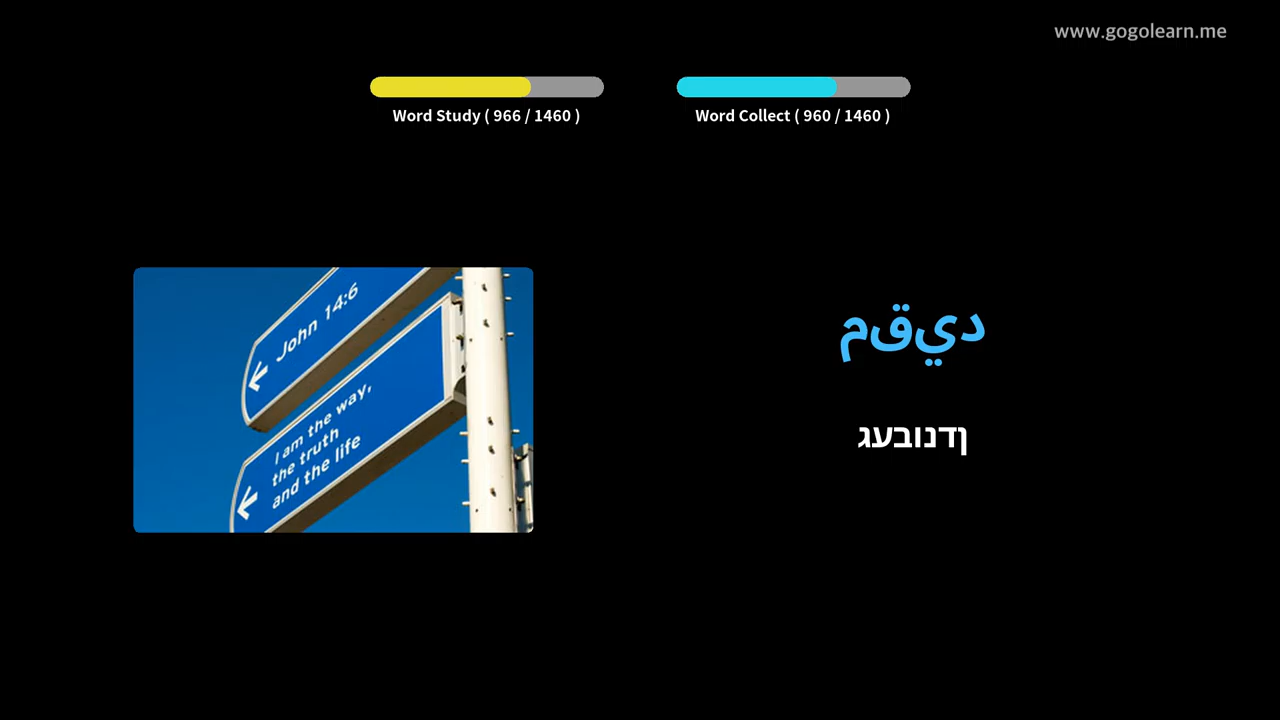 www.gogolearn.me
Word Study ( 966 / 1460 )
Word Collect ( 960 / 1460 )
John 14:6
I am the way,
the truth
and the life
ديقم
ןדנובעג